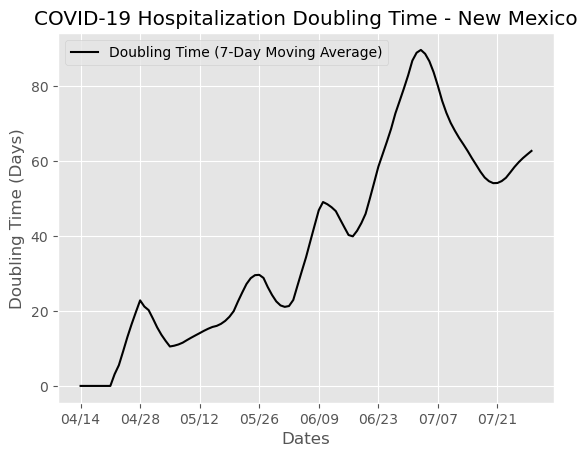 COVID-19 Hospitalization Doubling Time - New Mexico
Doubling Time (7-Day Moving Average)
Doubling Time (Days)
80
60
40
20
0
04/14 04/28 05/12 05/26 06/09 06/23 07/07 07/21
Dates